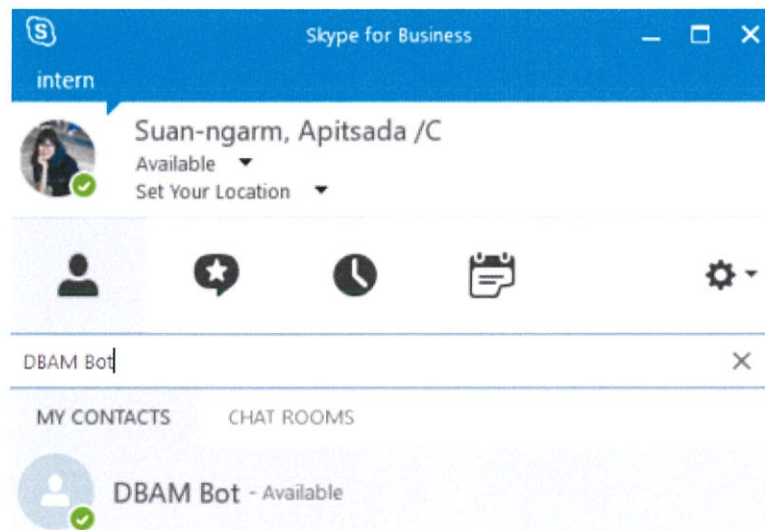 Skype for Business
intern
Suan-ngarm, Apitsada /C
Available
Set Your Location
DBAM Bot
MY CONTACTS CHAT ROOMS
DBAM Bot - Available